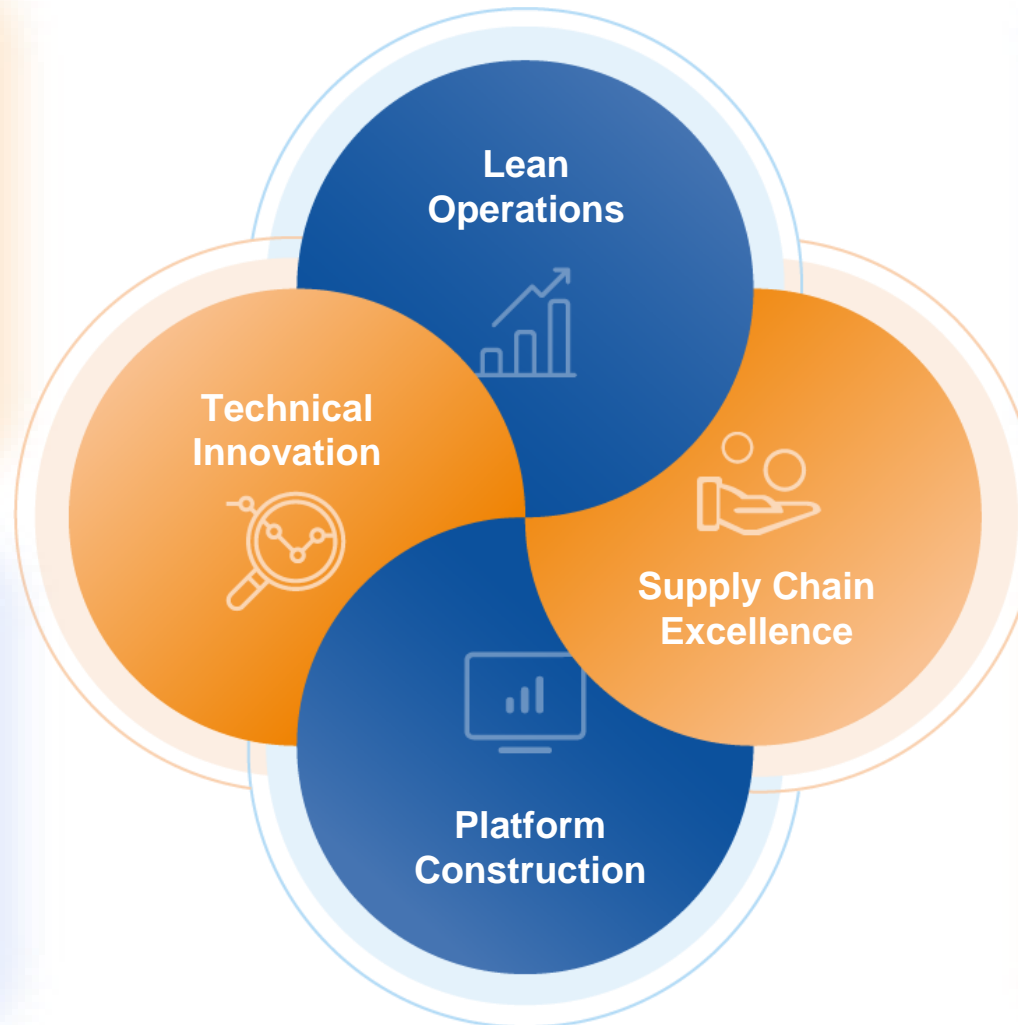 Lean
Operations
Technical
Innovation
Supply Chain
Excellence
Platform
Construction